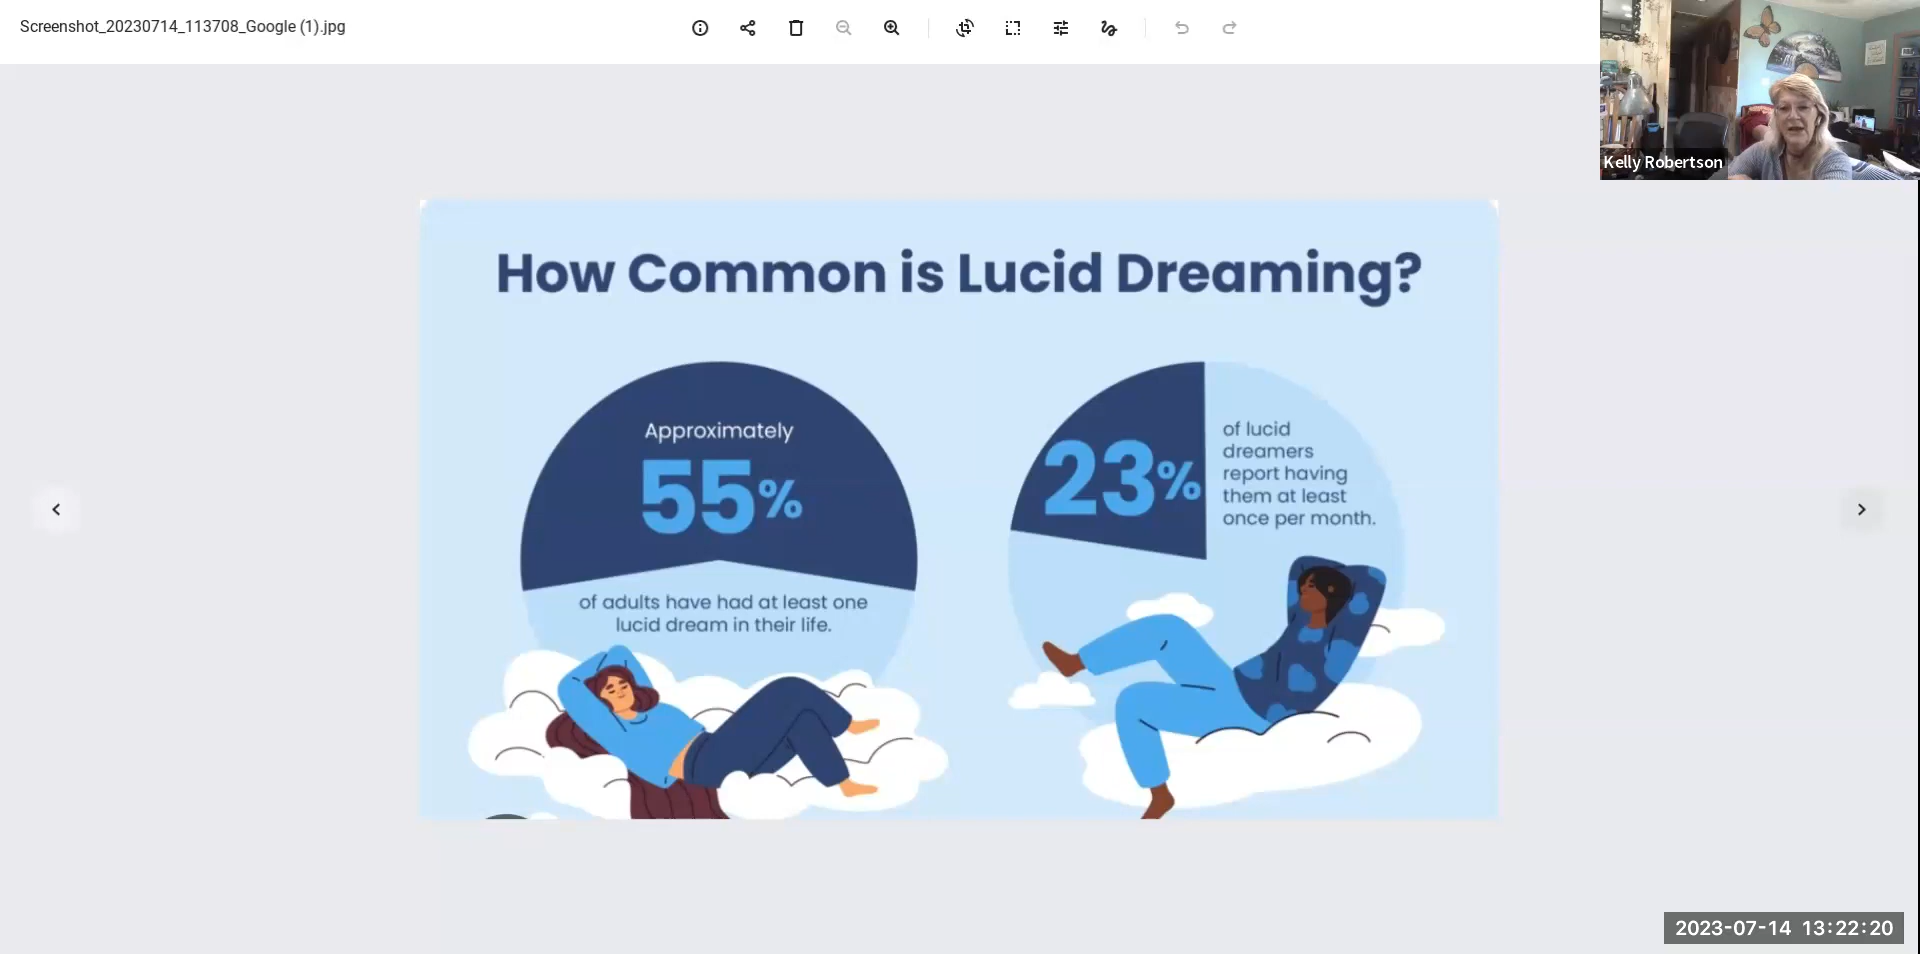 Screenshot_20230714_113708_Google (1).jpg
Kelly Robertson
How Common is Lucid Dreaming?
Approximately
55%
of adults have had at least one
lucid dream in their life.
23%
of lucid
dreamers
report having
them at least
once per month.
2023-07-14 13:22:20